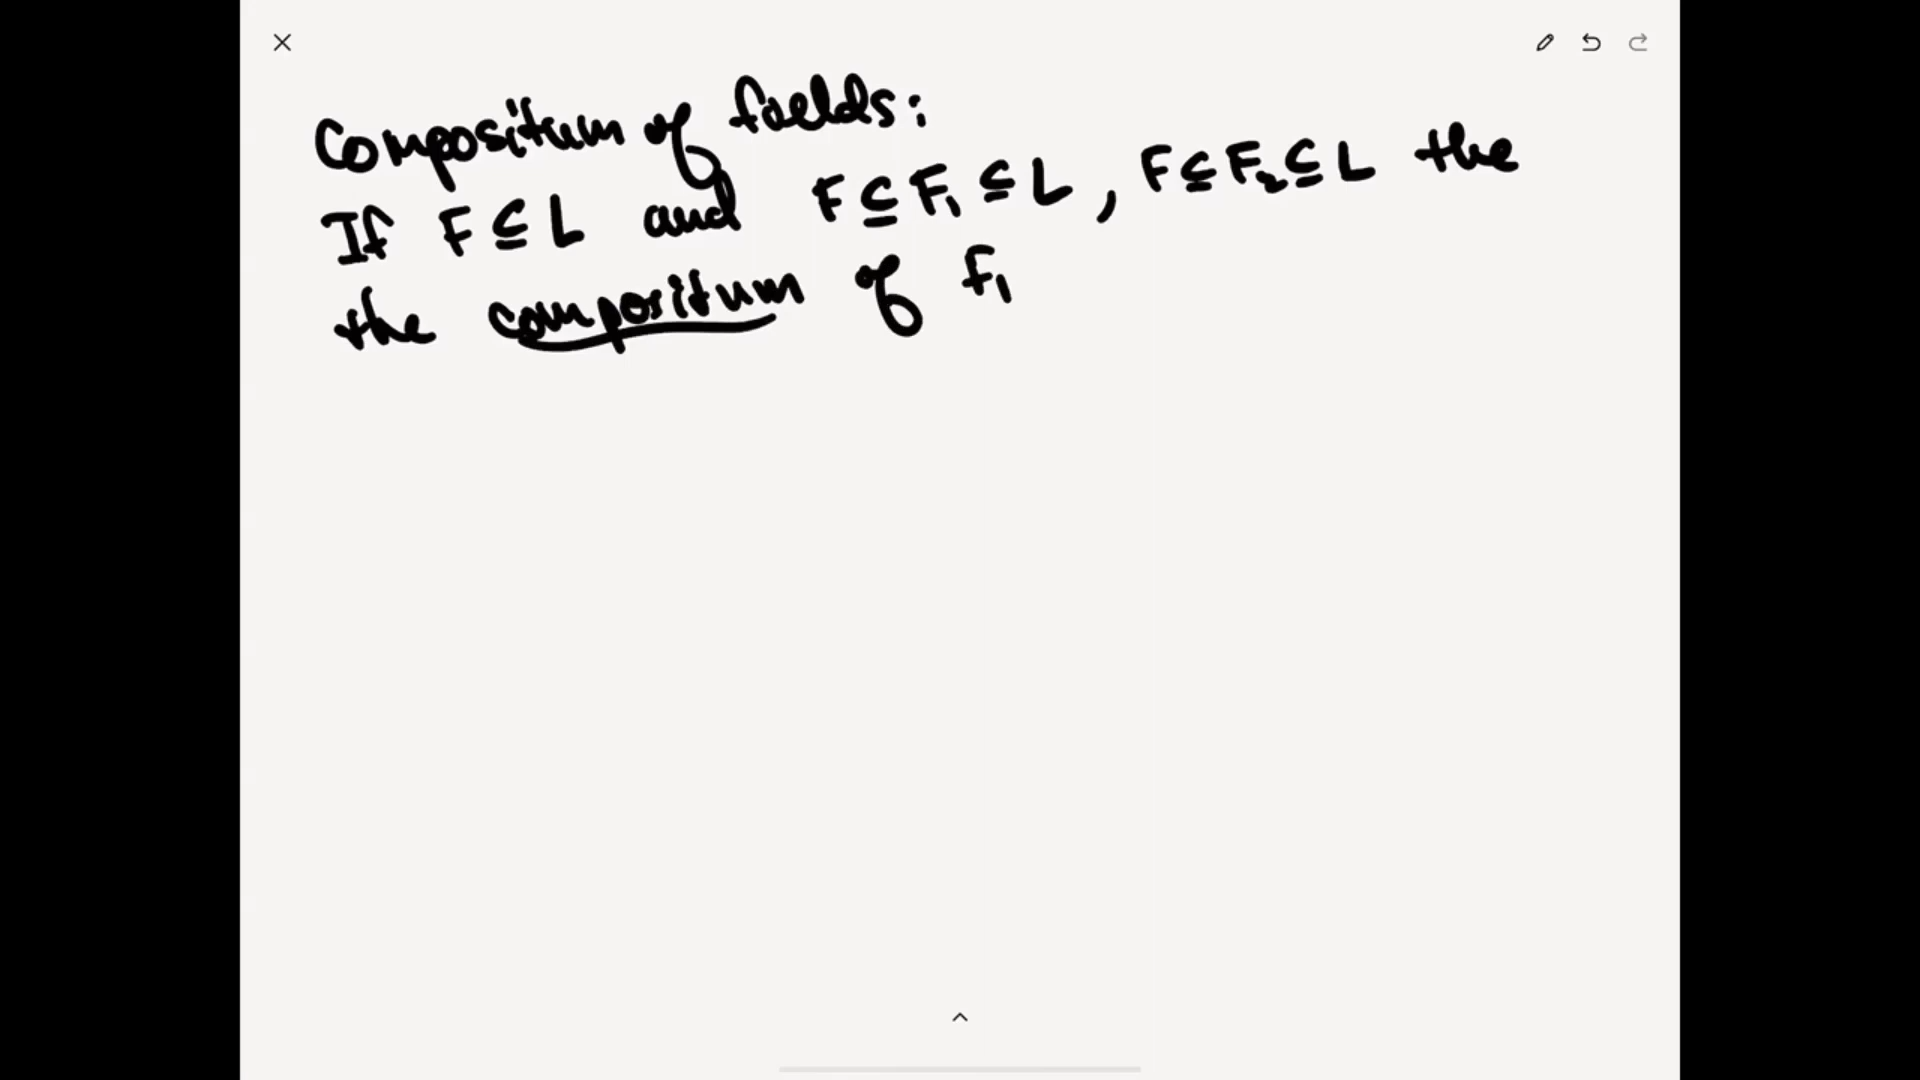 Compositum of fields:
If F ⊆ L and F ⊆ F₁ ⊆ L, F ⊆ F₂ ⊆ L the
the compositum of F₁